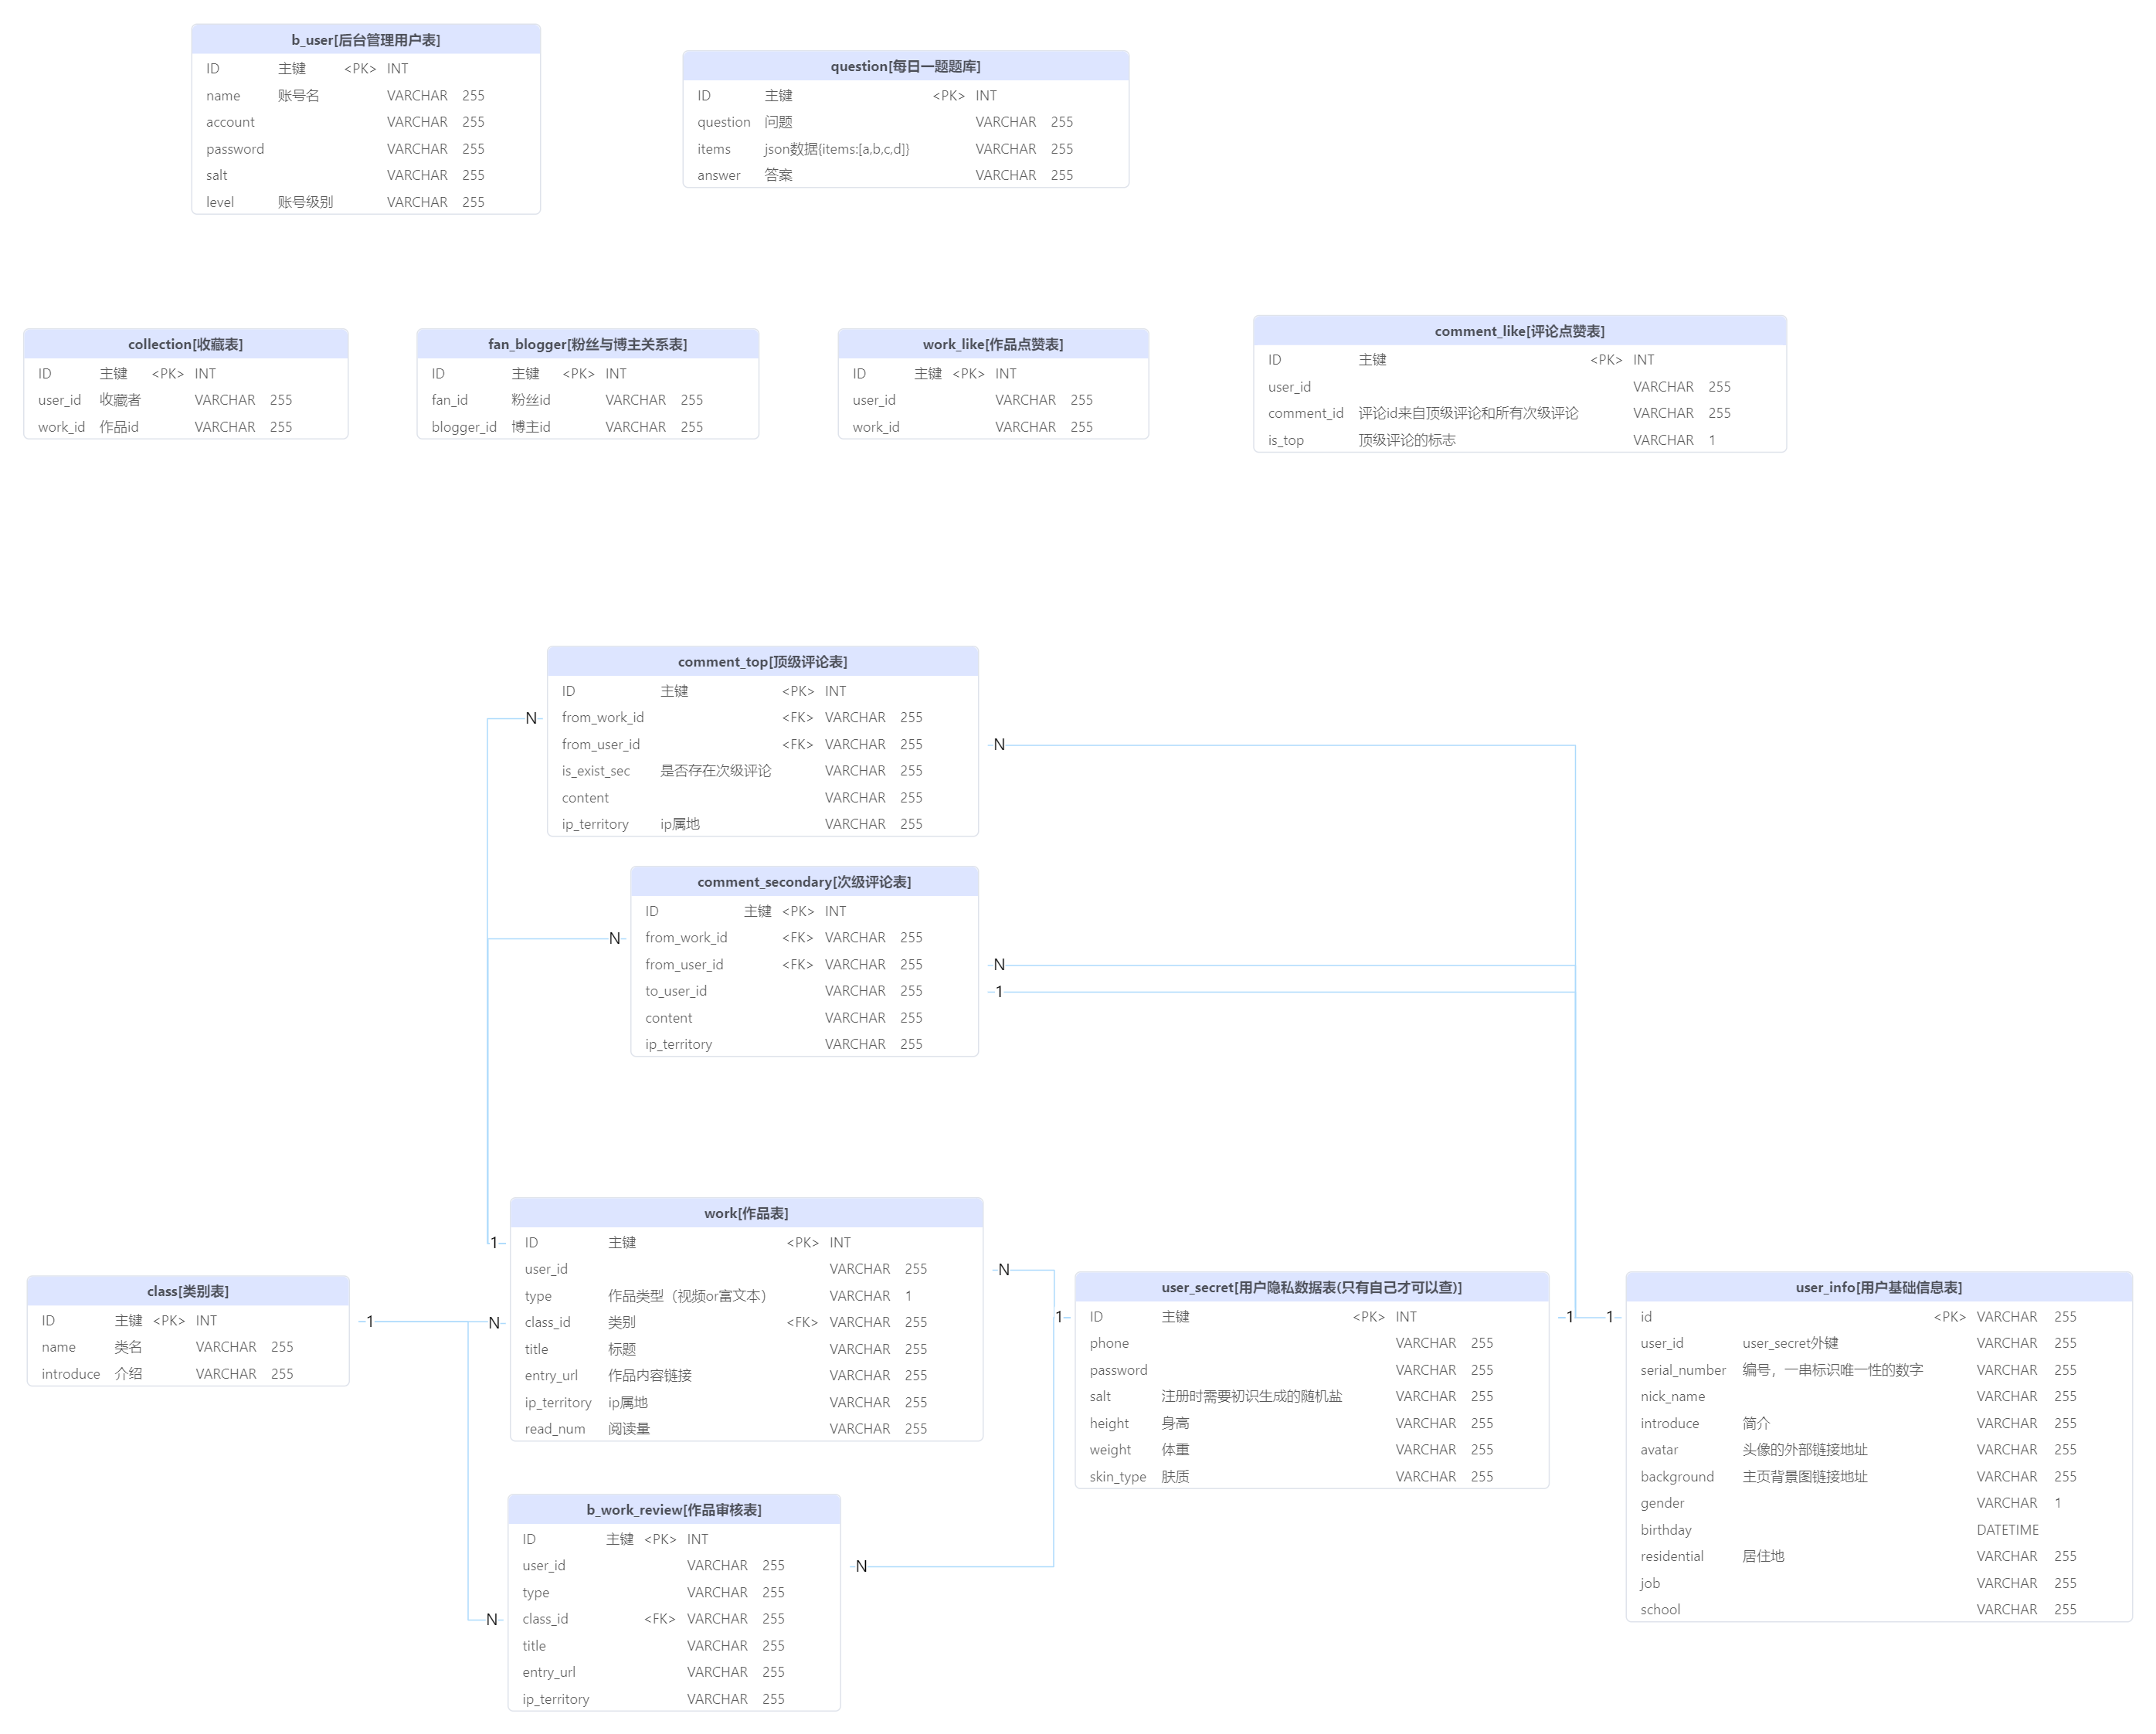 b_user[后台管理用户表]
ID 主键 <PK> INT
name 账号名 VARCHAR 255
account VARCHAR 255
password VARCHAR 255
salt VARCHAR 255
level 账号级别 VARCHAR 255
question[每日一题题库]
ID 主键 <PK> INT
question 问题 VARCHAR 255
items json数据{items:[a,b,c,d]} VARCHAR 255
answer 答案 VARCHAR 255
collection[收藏表]
ID 主键 <PK> INT
user_id 收藏者 VARCHAR 255
work_id 作品id VARCHAR 255
fan_blogger[粉丝与博主关系表]
ID 主键 <PK> INT
fan_id 粉丝id VARCHAR 255
blogger_id 博主id VARCHAR 255
work_like[作品点赞表]
ID 主键 <PK> INT
user_id VARCHAR 255
work_id VARCHAR 255
comment_like[评论点赞表]
ID 主键 <PK> INT
user_id VARCHAR 255
comment_id 评论id来自顶级评论和所有次级评论 VARCHAR 255
is_top 顶级评论的标志 VARCHAR 1
comment_top[顶级评论表]
ID 主键 <PK> INT
N from_work_id <FK> VARCHAR 255
from_user_id <FK> VARCHAR 255 N
is_exist_sec 是否存在次级评论 VARCHAR 255
content VARCHAR 255
ip_territory ip属地 VARCHAR 255
comment_secondary[次级评论表]
ID 主键 <PK> INT
N from_work_id <FK> VARCHAR 255
from_user_id <FK> VARCHAR 255 N
to_user_id VARCHAR 255 1
content VARCHAR 255
ip_territory VARCHAR 255
class[类别表]
ID 主键 <PK> INT 1
name 类名 VARCHAR 255
introduce 介绍 VARCHAR 255
work[作品表]
1 ID 主键 <PK> INT
user_id VARCHAR 255 N
type 作品类型（视频or富文本） VARCHAR 1
N class_id 类别 <FK> VARCHAR 255
title 标题 VARCHAR 255
entry_url 作品内容链接 VARCHAR 255
ip_territory ip属地 VARCHAR 255
read_num 阅读量 VARCHAR 255
b_work_review[作品审核表]
ID 主键 <PK> INT
user_id VARCHAR 255 N
type VARCHAR 255
N class_id <FK> VARCHAR 255
title VARCHAR 255
entry_url VARCHAR 255
ip_territory VARCHAR 255
user_secret[用户隐私数据表(只有自己才可以查)]
1 ID 主键 <PK> INT 1
phone VARCHAR 255
password VARCHAR 255
salt 注册时需要初识生成的随机盐 VARCHAR 255
height 身高 VARCHAR 255
weight 体重 VARCHAR 255
skin_type 肤质 VARCHAR 255
user_info[用户基础信息表]
1 id <PK> VARCHAR 255
user_id user_secret外键 VARCHAR 255
serial_number 编号，一串标识唯一性的数字 VARCHAR 255
nick_name VARCHAR 255
introduce 简介 VARCHAR 255
avatar 头像的外部链接地址 VARCHAR 255
background 主页背景图链接地址 VARCHAR 255
gender VARCHAR 1
birthday DATETIME
residential 居住地 VARCHAR 255
job VARCHAR 255
school VARCHAR 255